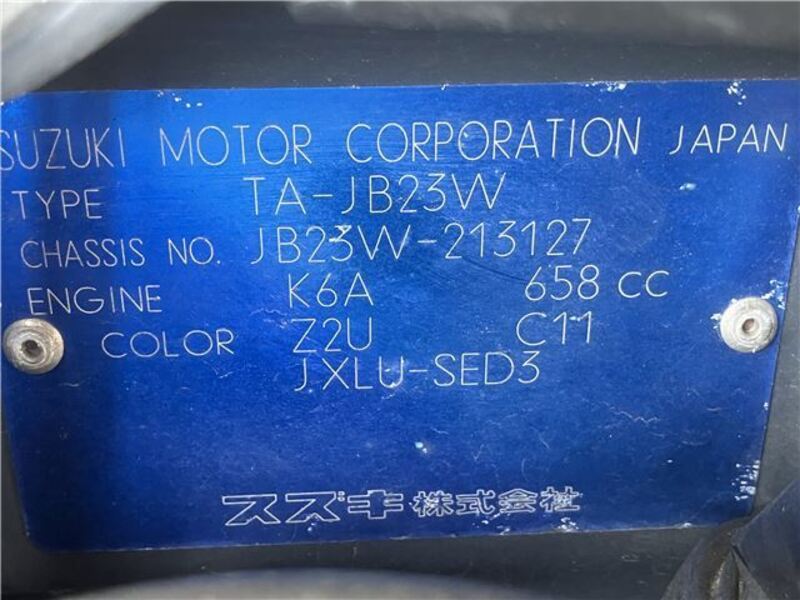 SUZUKI MOTOR CORPORATION JAPAN
TYPE TA-JB23W
CHASSIS NO. JB23W-213127
ENGINE K6A 658 CC
COLOR Z2U C11
JXLU-SED3
スズキ株式会社